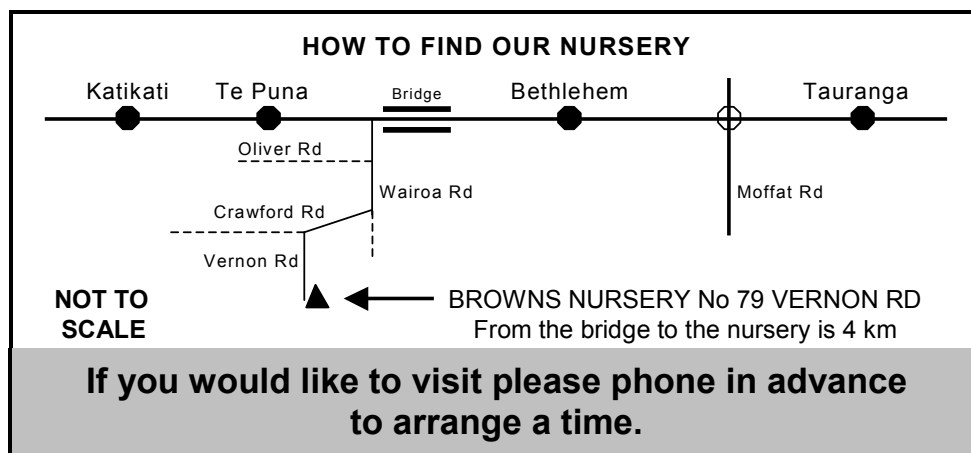 HOW TO FIND OUR NURSERY
Katikati
Te Puna
Bridge
Bethlehem
Tauranga
Oliver Rd
Wairoa Rd
Moffat Rd
Crawford Rd
Vernon Rd
NOT TO
SCALE
BROWNS NURSERY No 79 VERNON RD
From the bridge to the nursery is 4 km
If you would like to visit please phone in advance
to arrange a time.